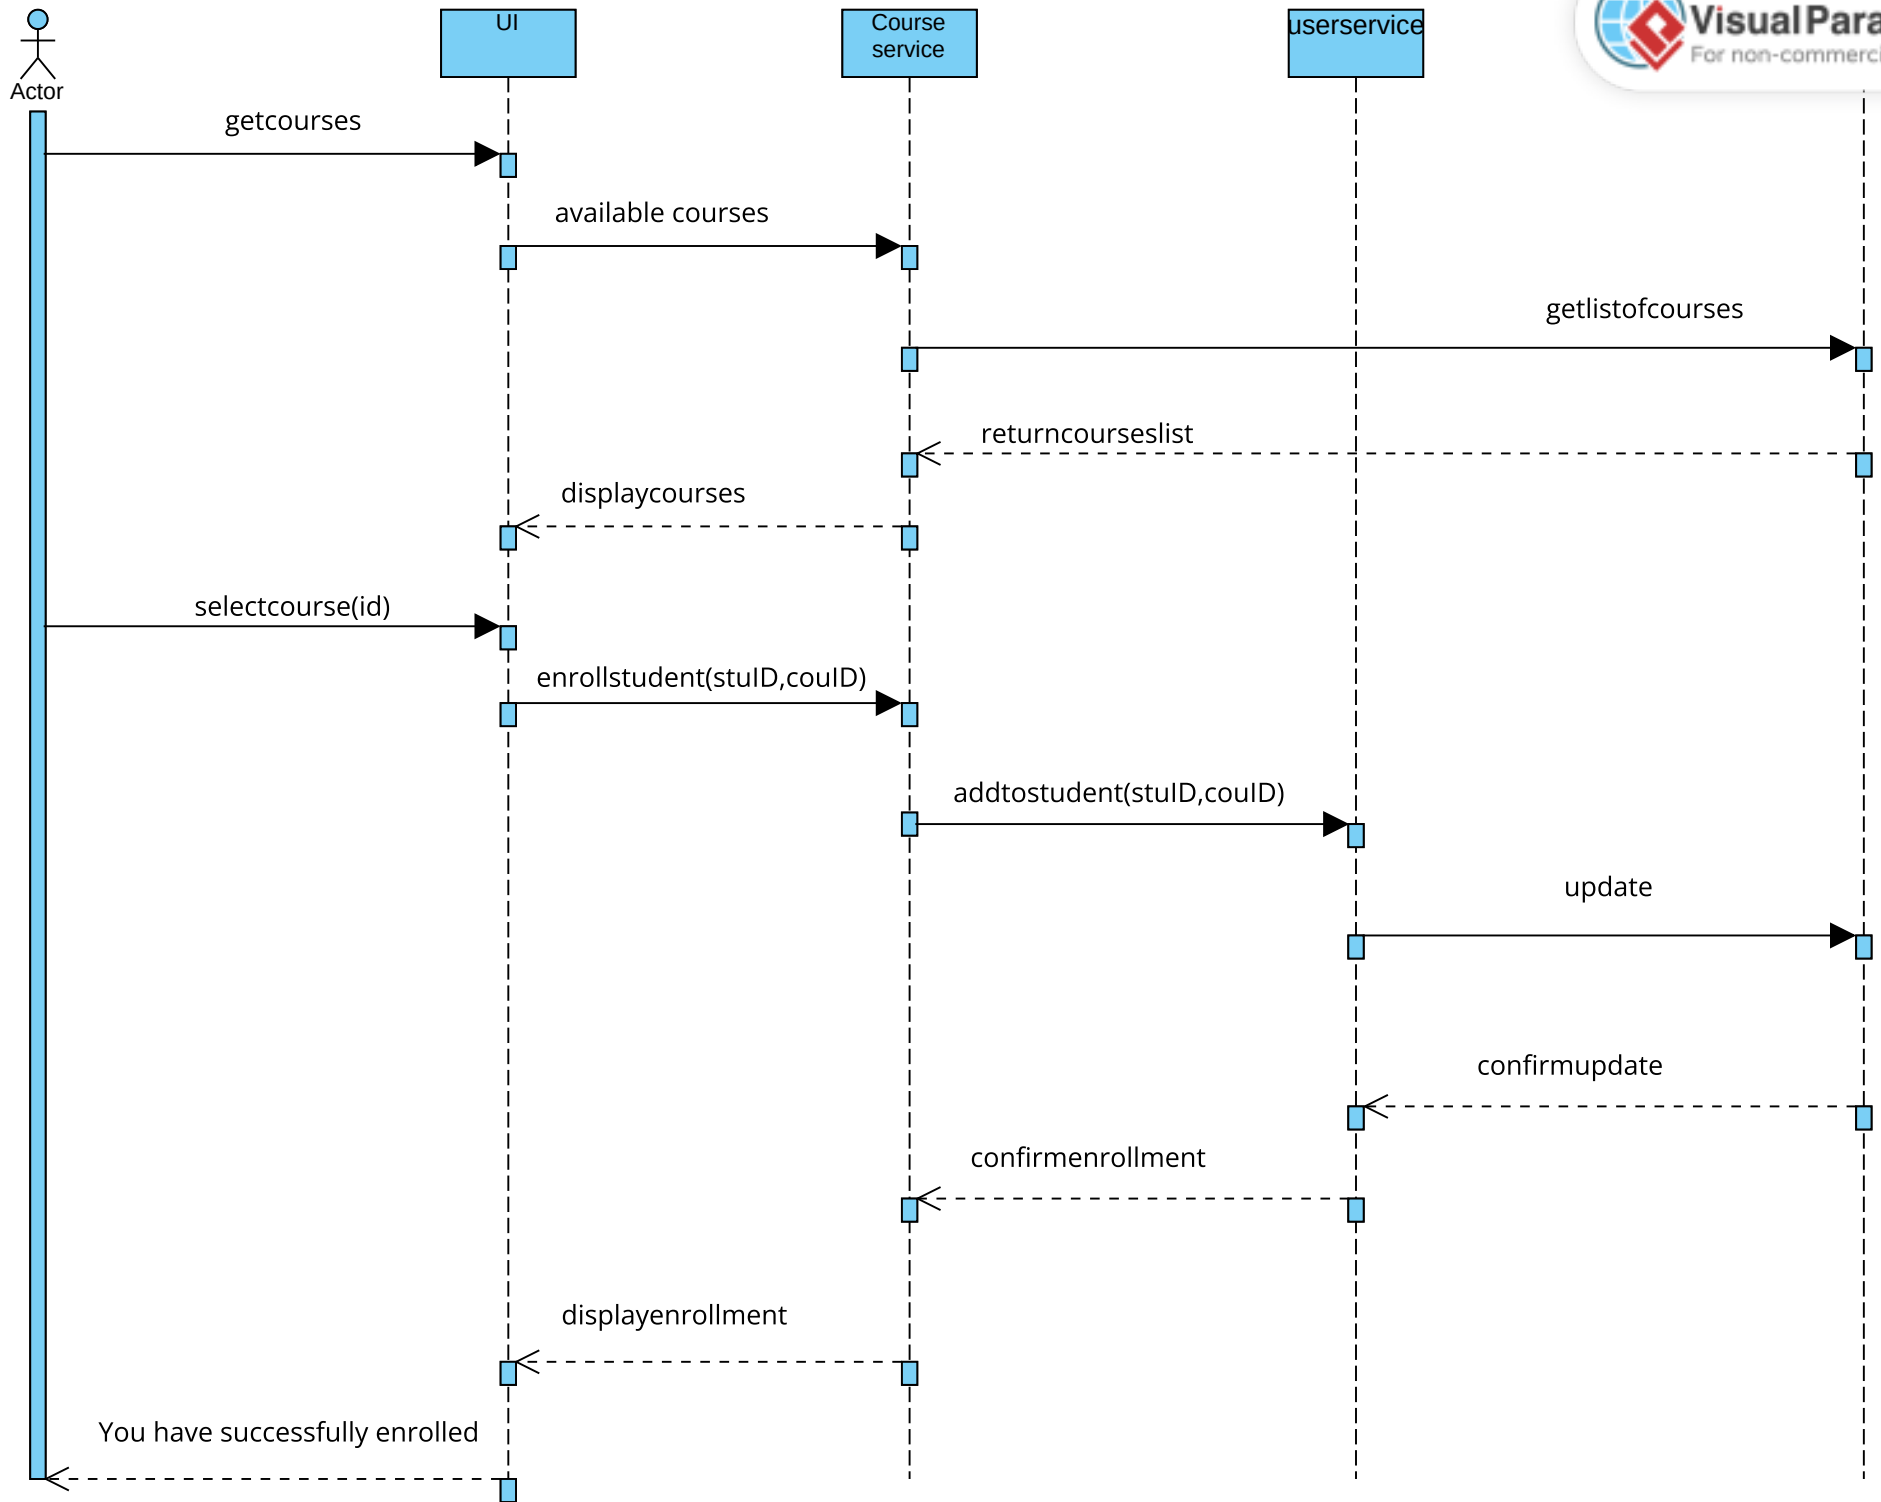 Actor
UI
Course
service
userservice
VisualPara
For non-commerci
getcourses
available courses
getlistofcourses
returncourseslist
displaycourses
selectcourse(id)
enrollstudent(stuID,couID)
addtostudent(stuID,couID)
update
confirmupdate
confirmenrollment
displayenrollment
You have successfully enrolled